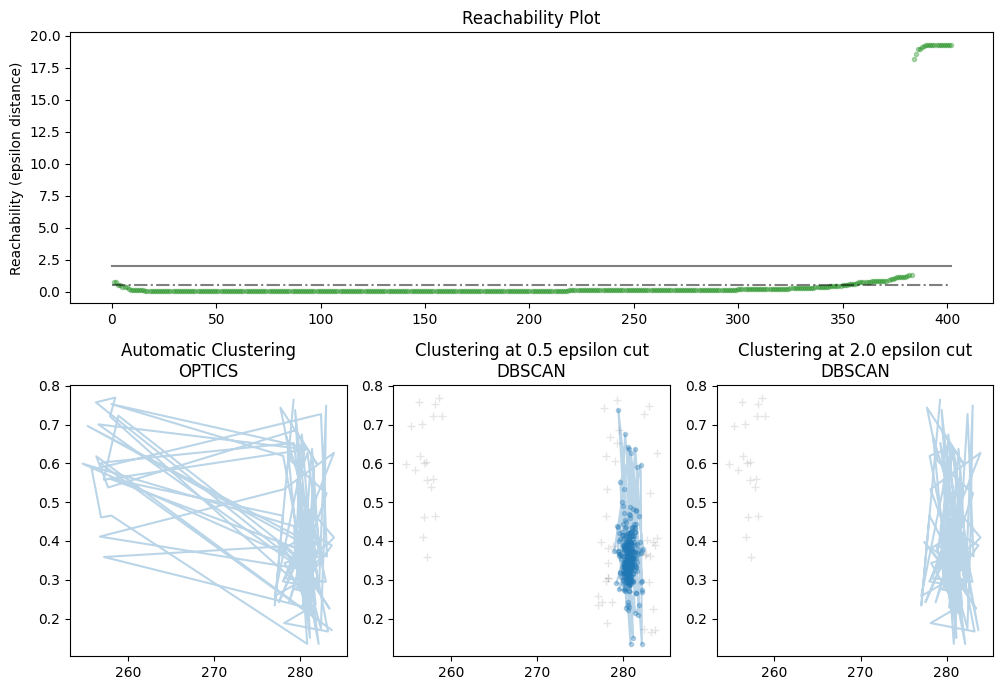 Reachability Plot
Reachability (epsilon distance)
20.0
17.5
15.0
12.5
10.0
7.5
5.0
2.5
0.0
0 50 100 150 200 250 300 350 400
Automatic Clustering
OPTICS
0.8
0.7
0.6
0.5
0.4
0.3
0.2
260 270 280
Clustering at 0.5 epsilon cut
DBSCAN
0.8
0.7
0.6
0.5
0.4
0.3
0.2
260 270 280
Clustering at 2.0 epsilon cut
DBSCAN
0.8
0.7
0.6
0.5
0.4
0.3
0.2
260 270 280